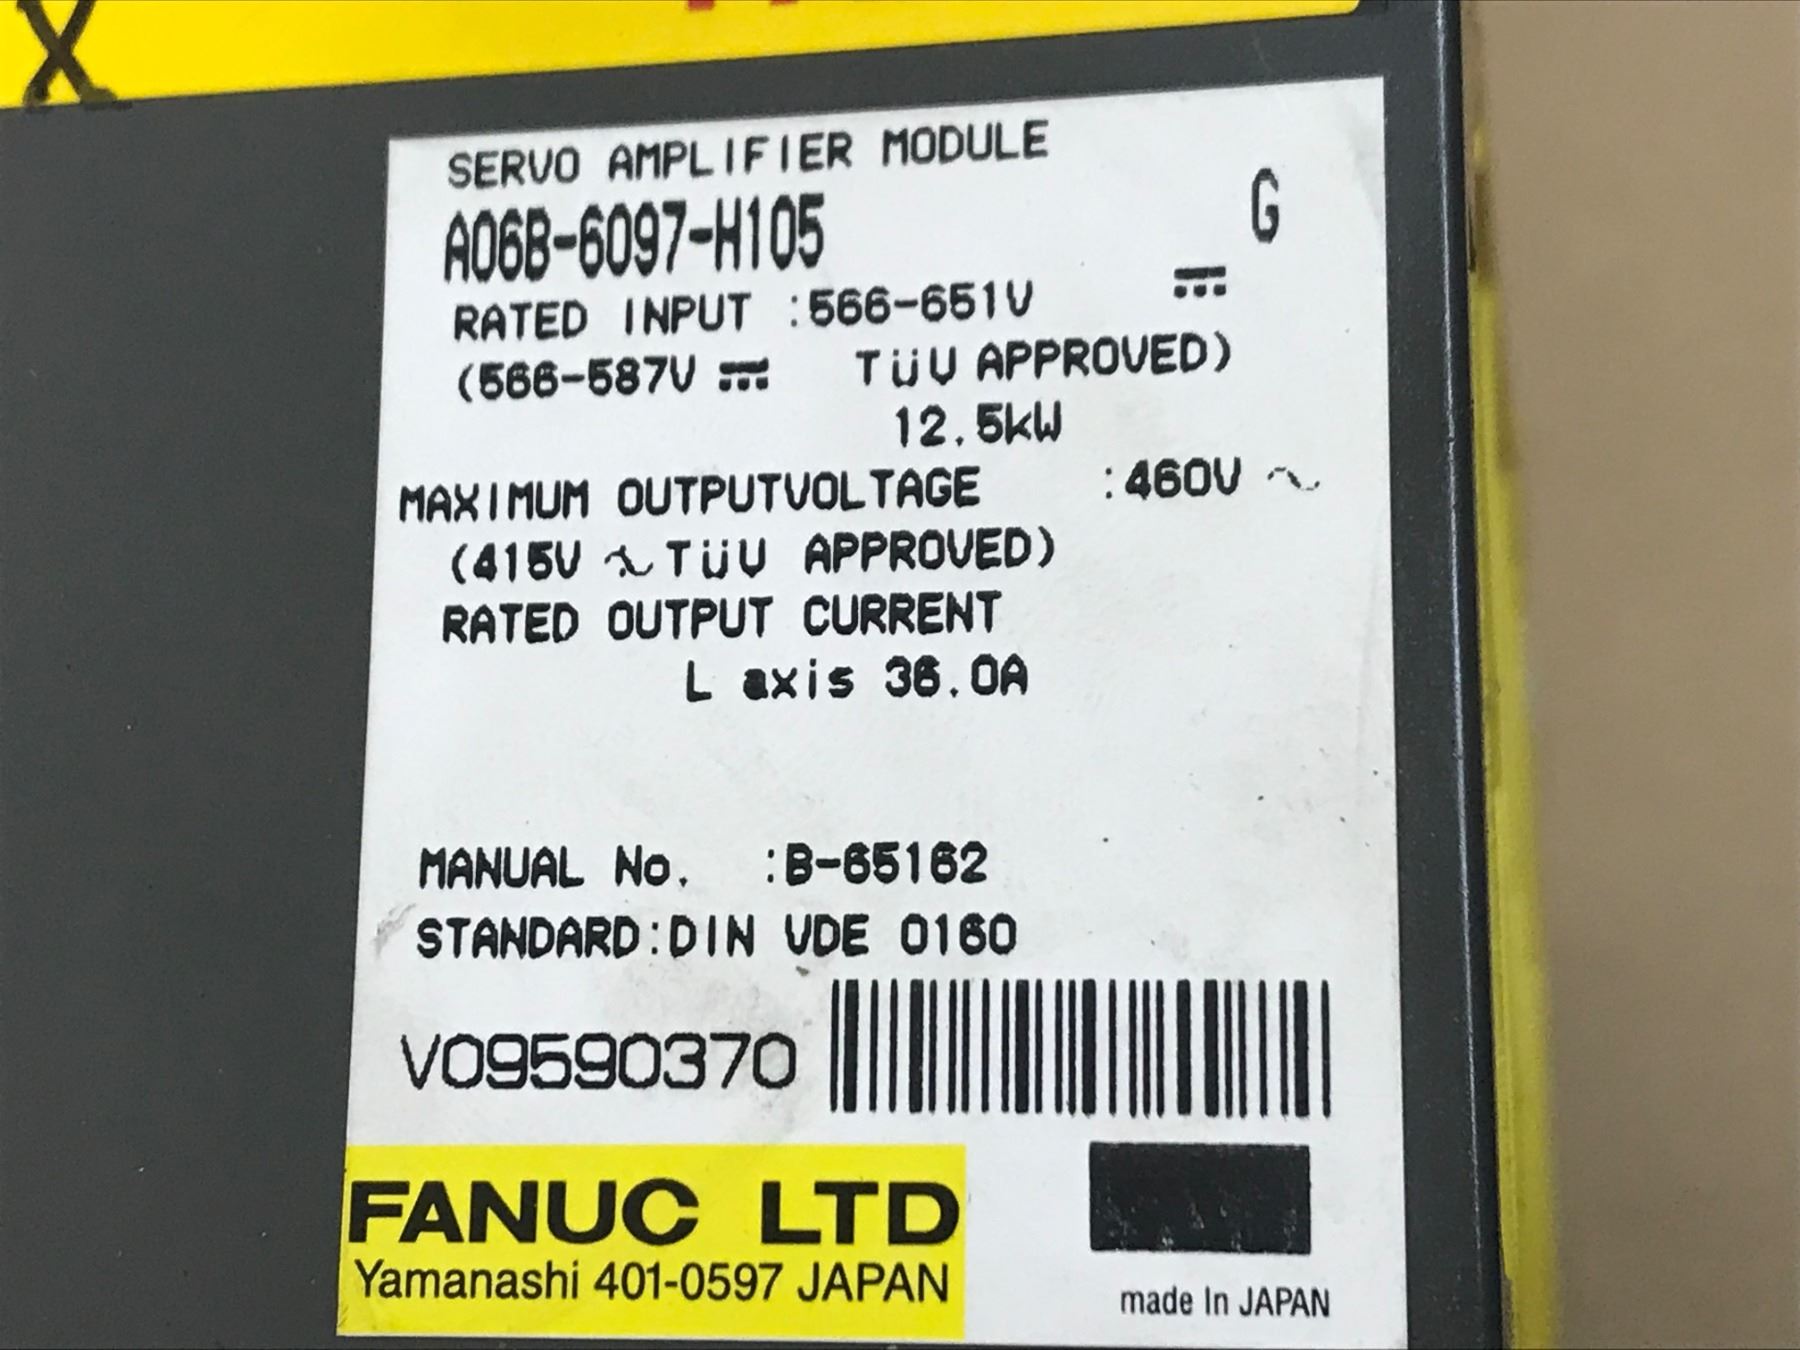 X
SERVO AMPLIFIER MODULE
A06B-6097-H105 G
RATED INPUT :566-651V ⎓
(566-587V ⎓ TüV APPROVED)
12.5kW
MAXIMUM OUTPUTVOLTAGE :460V ~
(415V ~ TüV APPROVED)
RATED OUTPUT CURRENT
L axis 36.0A
MANUAL No. :B-65162
STANDARD:DIN VDE 0160
V09590370
FANUC LTD
Yamanashi 401-0597 JAPAN
made In JAPAN